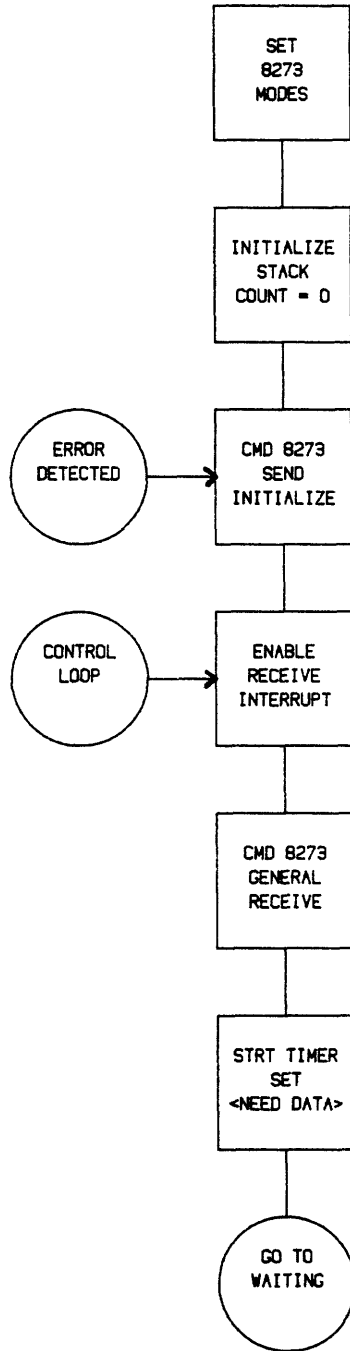 SET
8273
MODES
INITIALIZE
STACK
COUNT = 0
ERROR
DETECTED
CMD 8273
SEND
INITIALIZE
CONTROL
LOOP
ENABLE
RECEIVE
INTERRUPT
CMD 8273
GENERAL
RECEIVE
STRT TIMER
SET
<NEED DATA>
GO TO
WAITING